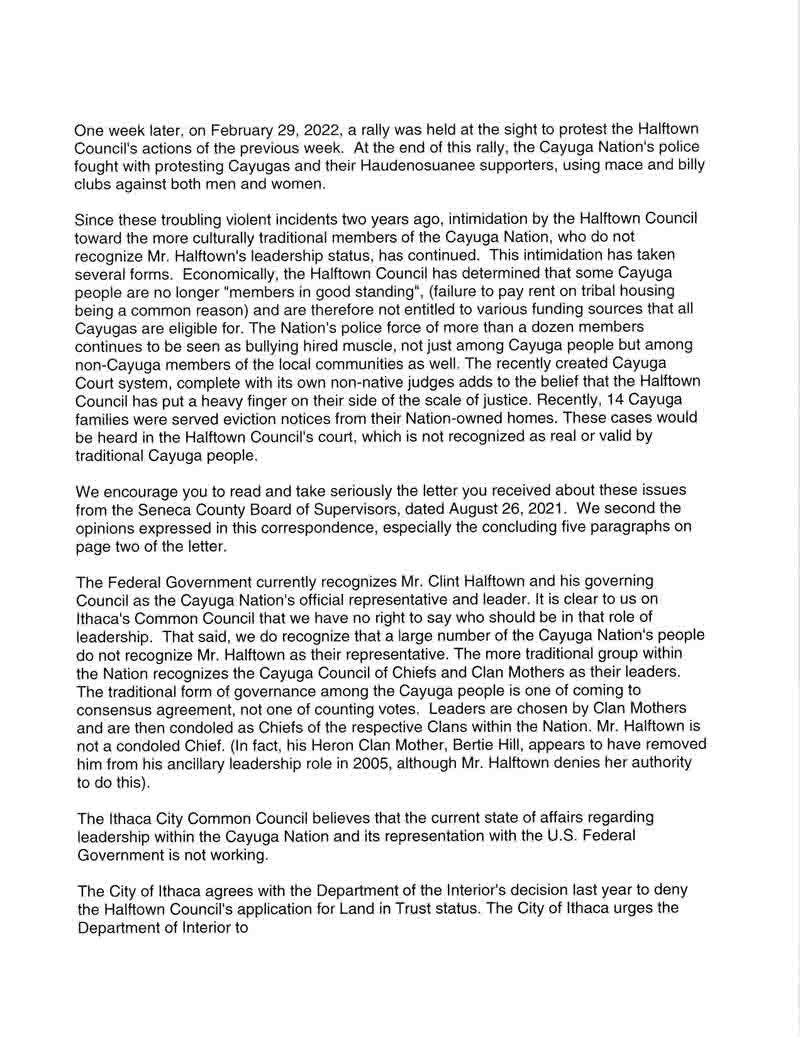 One week later, on February 29, 2022, a rally was held at the sight to protest the Halftown
Council's actions of the previous week.  At the end of this rally, the Cayuga Nation's police
fought with protesting Cayugas and their Haudenosuanee supporters, using mace and billy
clubs against both men and women.

Since these troubling violent incidents two years ago, intimidation by the Halftown Council
toward the more culturally traditional members of the Cayuga Nation, who do not
recognize Mr. Halftown's leadership status, has continued.  This intimidation has taken
several forms.  Economically, the Halftown Council has determined that some Cayuga
people are no longer "members in good standing", (failure to pay rent on tribal housing
being a common reason) and are therefore not entitled to various funding sources that all
Cayugas are eligible for. The Nation's police force of more than a dozen members
continues to be seen as bullying hired muscle, not just among Cayuga people but among
non-Cayuga members of the local communities as well. The recently created Cayuga
Court system, complete with its own non-native judges adds to the belief that the Halftown
Council has put a heavy finger on their side of the scale of justice. Recently, 14 Cayuga
families were served eviction notices from their Nation-owned homes. These cases would
be heard in the Halftown Council's court, which is not recognized as real or valid by
traditional Cayuga people.

We encourage you to read and take seriously the letter you received about these issues
from the Seneca County Board of Supervisors, dated August 26, 2021.  We second the
opinions expressed in this correspondence, especially the concluding five paragraphs on
page two of the letter.

The Federal Government currently recognizes Mr. Clint Halftown and his governing
Council as the Cayuga Nation's official representative and leader. It is clear to us on
Ithaca's Common Council that we have no right to say who should be in that role of
leadership.  That said, we do recognize that a large number of the Cayuga Nation's people
do not recognize Mr. Halftown as their representative. The more traditional group within
the Nation recognizes the Cayuga Council of Chiefs and Clan Mothers as their leaders.
The traditional form of governance among the Cayuga people is one of coming to
consensus agreement, not one of counting votes.  Leaders are chosen by Clan Mothers
and are then condoled as Chiefs of the respective Clans within the Nation. Mr. Halftown is
not a condoled Chief. (In fact, his Heron Clan Mother, Bertie Hill, appears to have removed
him from his ancillary leadership role in 2005, although Mr. Halftown denies her authority
to do this).

The Ithaca City Common Council believes that the current state of affairs regarding
leadership within the Cayuga Nation and its representation with the U.S. Federal
Government is not working.

The City of Ithaca agrees with the Department of the Interior's decision last year to deny
the Halftown Council's application for Land in Trust status. The City of Ithaca urges the
Department of Interior to